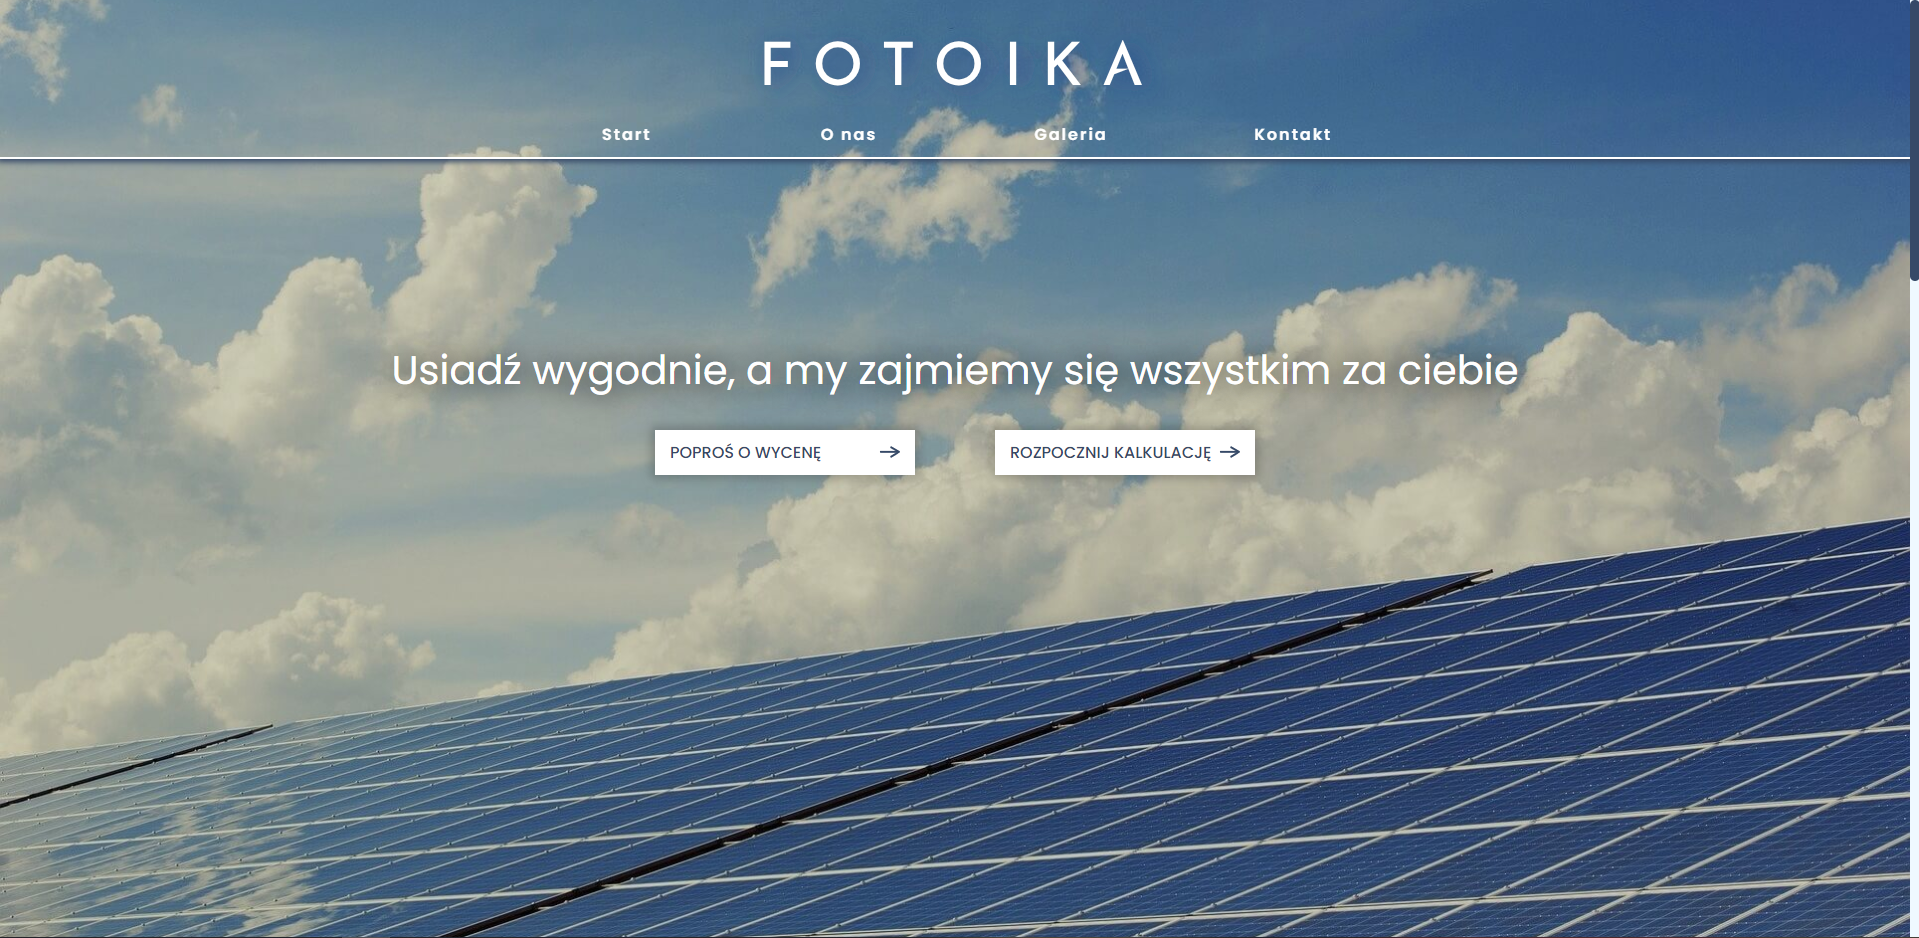 FOTOIKA
Start O nas Galeria Kontakt
Usiadź wygodnie, a my zajmiemy się wszystkim za ciebie
POPROŚ O WYCENĘ ROZPOCZNIJ KALKULACJĘ